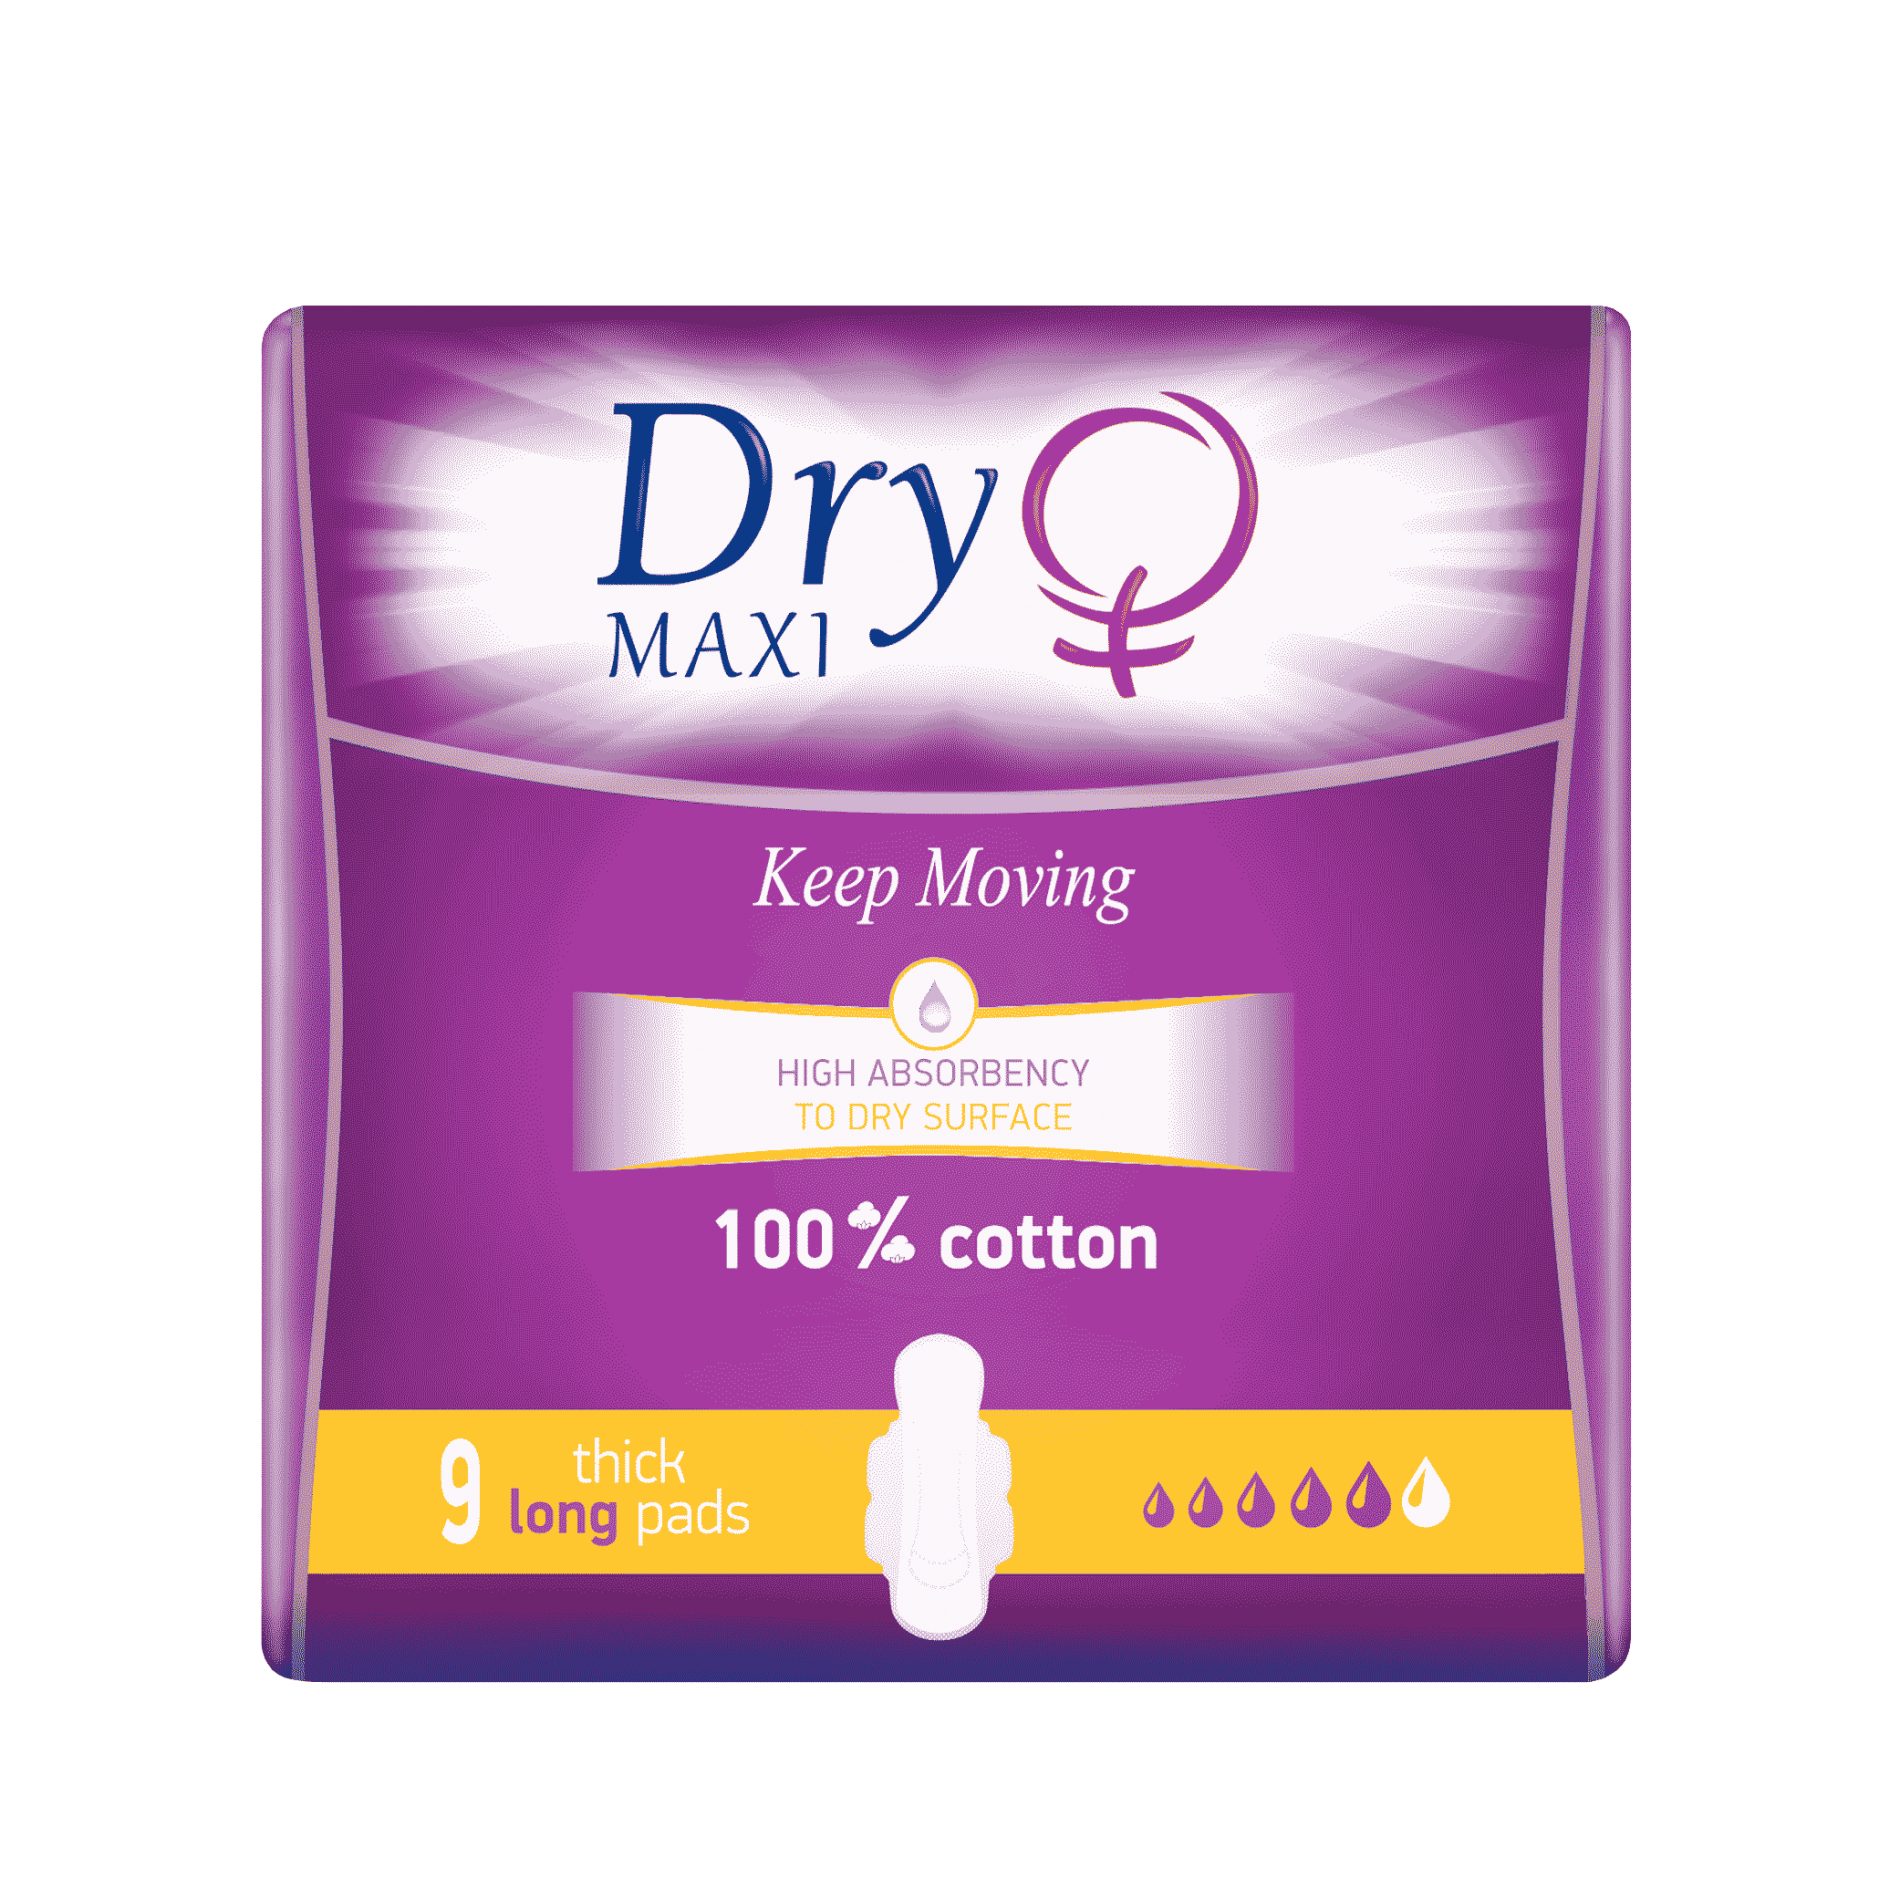 Dry
MAXI
Keep Moving
HIGH ABSORBENCY
TO DRY SURFACE
100% cotton
9 thick
long pads